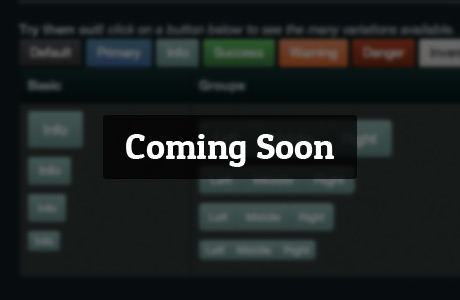 Try them out! click on a button below to see the many variations available.
Default Primary Info Success Warning Danger
Basic Groups
Info
Right
Info
Left Middle Right
Info
Left Middle Right
Info
Left Middle Right
Coming Soon